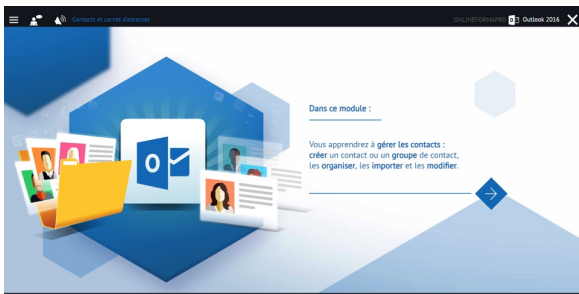 Contacts et carnet d'adresses
ONLINEFORMAPRO Outlook 2016
Dans ce module :
Vous apprendrez à gérer les contacts :
créer un contact ou un groupe de contact,
les organiser, les importer et les modifier.